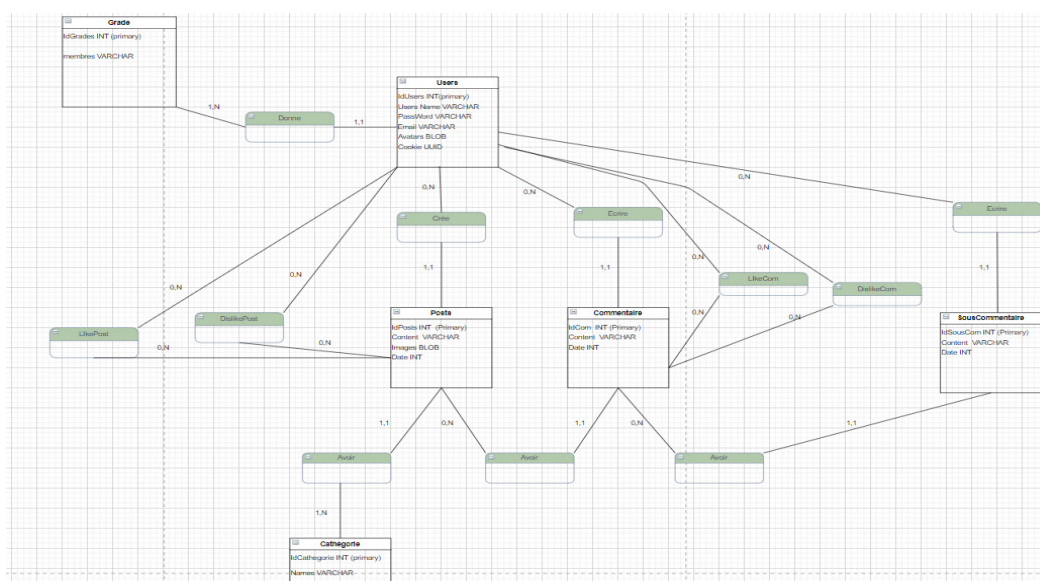 Grade
IdGrades INT (primary)
membres VARCHAR
Users
IdUsers INT(primary)
Users Name VARCHAR
PassWord VARCHAR
Email VARCHAR
Avatars BLOB
Cookie UUID
1,N
Donne
1,1
0,N
0,N
0,N
Crée
Ecrire
Ecrire
0,N
0,N
0,N
1,1
1,1
1,1
0,N
LikeCom
DislikeCom
LikePost
DislikePost
0,N
0,N
0,N
0,N
Posts
IdPosts INT (Primary)
Content VARCHAR
Images BLOB
Date INT
Commentaire
IdCom INT (Primary)
Content VARCHAR
Date INT
SousCommentaire
IdSousCom INT (Primary)
Content VARCHAR
Date INT
1,1
0,N
1,1
0,N
1,1
Avoir
Avoir
Avoir
1,N
Cathegorie
IdCathegorie INT (primary)
Names VARCHAR